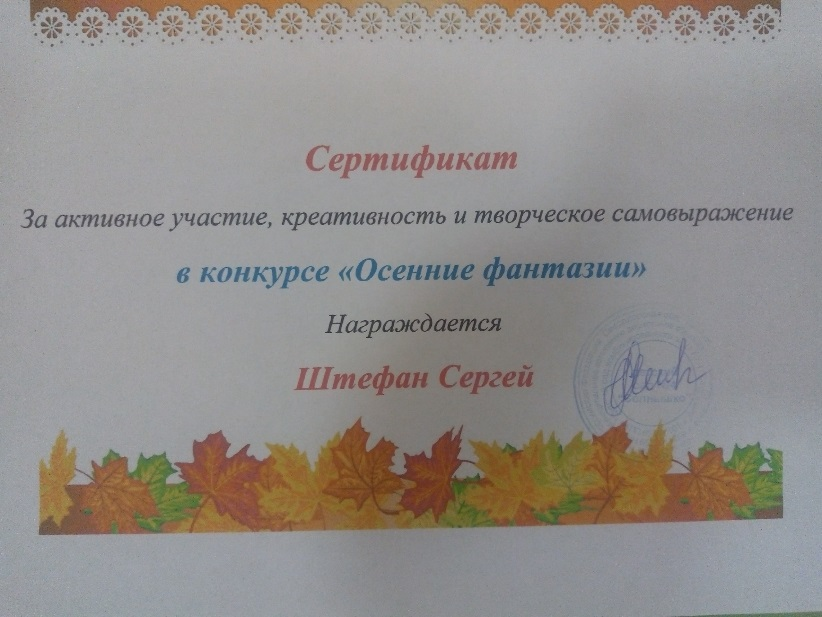 Сертификат
За активное участие, креативность и творческое самовыражение
в конкурсе «Осенние фантазии»
Награждается
Штефан Сергей